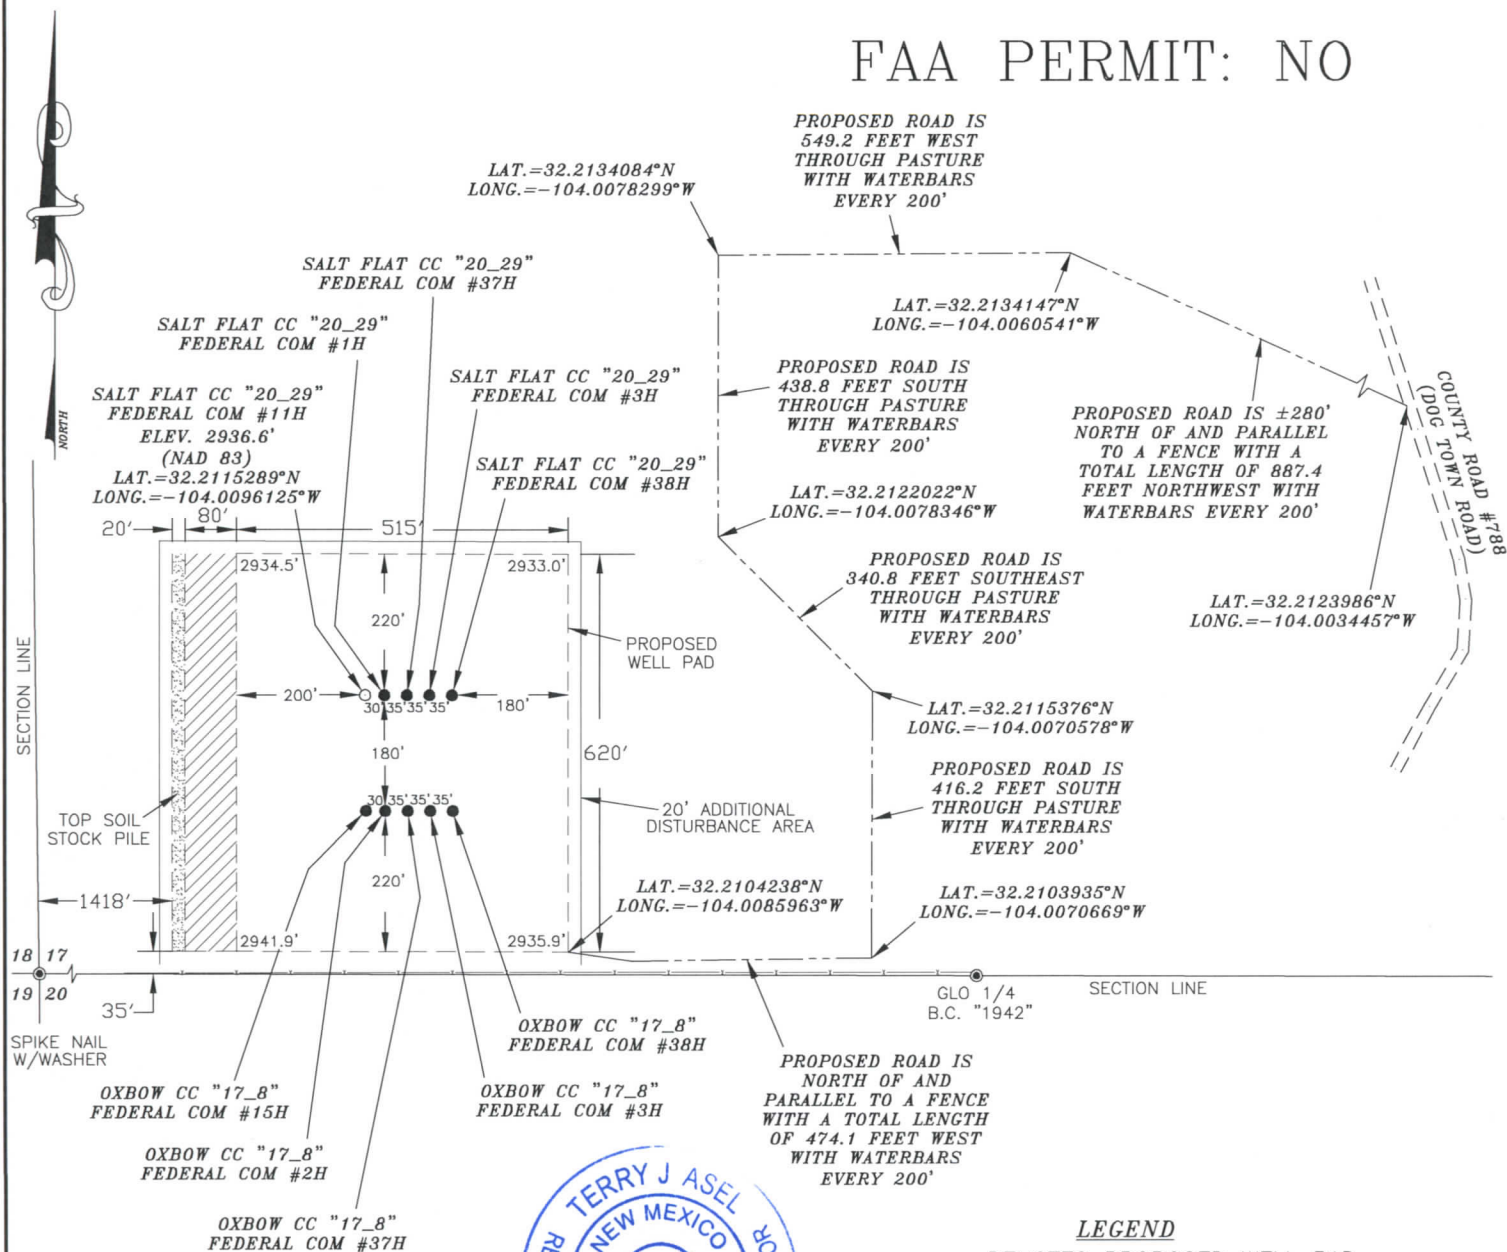 FAA PERMIT: NO
PROPOSED ROAD IS
549.2 FEET WEST
THROUGH PASTURE
WITH WATERBARS
EVERY 200'
LAT.=32.2134084°N
LONG.=-104.0078299°W
SALT FLAT CC "20_29"
FEDERAL COM #37H
SALT FLAT CC "20_29"
FEDERAL COM #1H
LAT.=32.2134147°N
LONG.=-104.0060541°W
SALT FLAT CC "20_29"
FEDERAL COM #11H
ELEV. 2936.6'
(NAD 83)
LAT.=32.2115289°N
LONG.=-104.0096125°W
SALT FLAT CC "20_29"
FEDERAL COM #3H
PROPOSED ROAD IS
438.8 FEET SOUTH
THROUGH PASTURE
WITH WATERBARS
EVERY 200'
PROPOSED ROAD IS ±280'
NORTH OF AND PARALLEL
TO A FENCE WITH A
TOTAL LENGTH OF 887.4
FEET NORTHWEST WITH
WATERBARS EVERY 200'
COUNTY ROAD #788
(DOG TOWN ROAD)
NORTH
SALT FLAT CC "20_29"
FEDERAL COM #38H
LAT.=32.2122022°N
LONG.=-104.0078346°W
20'
80'
515'
2934.5'
2933.0'
PROPOSED ROAD IS
340.8 FEET SOUTHEAST
THROUGH PASTURE
WITH WATERBARS
EVERY 200'
LAT.=32.2123986°N
LONG.=-104.0034457°W
220'
PROPOSED
WELL PAD
SECTION LINE
200'
30' 35' 35' 35'
180'
LAT.=32.2115376°N
LONG.=-104.0070578°W
180'
620'
PROPOSED ROAD IS
416.2 FEET SOUTH
THROUGH PASTURE
WITH WATERBARS
EVERY 200'
30' 35' 35' 35'
TOP SOIL
STOCK PILE
20' ADDITIONAL
DISTURBANCE AREA
220'
1418'
LAT.=32.2104238°N
LONG.=-104.0085963°W
LAT.=32.2103935°N
LONG.=-104.0070669°W
2941.9'
2935.9'
18 17
19 20
35'
GLO 1/4
B.C. "1942"
SECTION LINE
SPIKE NAIL
W/WASHER
OXBOW CC "17_8"
FEDERAL COM #38H
OXBOW CC "17_8"
FEDERAL COM #15H
OXBOW CC "17_8"
FEDERAL COM #3H
PROPOSED ROAD IS
NORTH OF AND
PARALLEL TO A FENCE
WITH A TOTAL LENGTH
OF 474.1 FEET WEST
WITH WATERBARS
EVERY 200'
OXBOW CC "17_8"
FEDERAL COM #2H
OXBOW CC "17_8"
FEDERAL COM #37H
TERRY J ASEL
NEW MEXICO
LEGEND